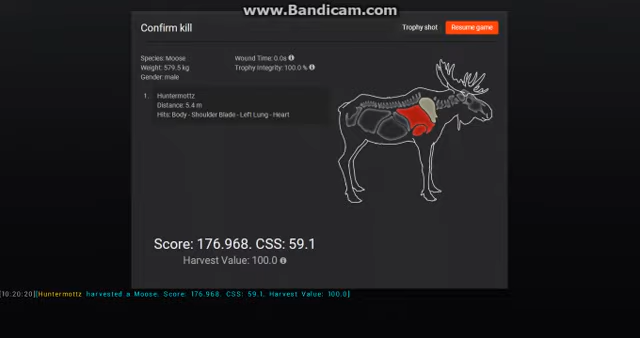 www.Bandicam.com
Confirm kill
Trophy shot
Resume game
Species: Moose
Wound Time: 0.0s
Weight: 579.5 kg
Trophy Integrity: 100.0 %
Gender: male
1. Huntermottz
Distance: 5.4 m
Hits: Body - Shoulder Blade - Left Lung - Heart
Score: 176.968. CSS: 59.1
Harvest Value: 100.0
[10:20:20][Huntermottz harvested a Moose. Score: 176.968, CSS: 59.1, Harvest Value: 100.0]